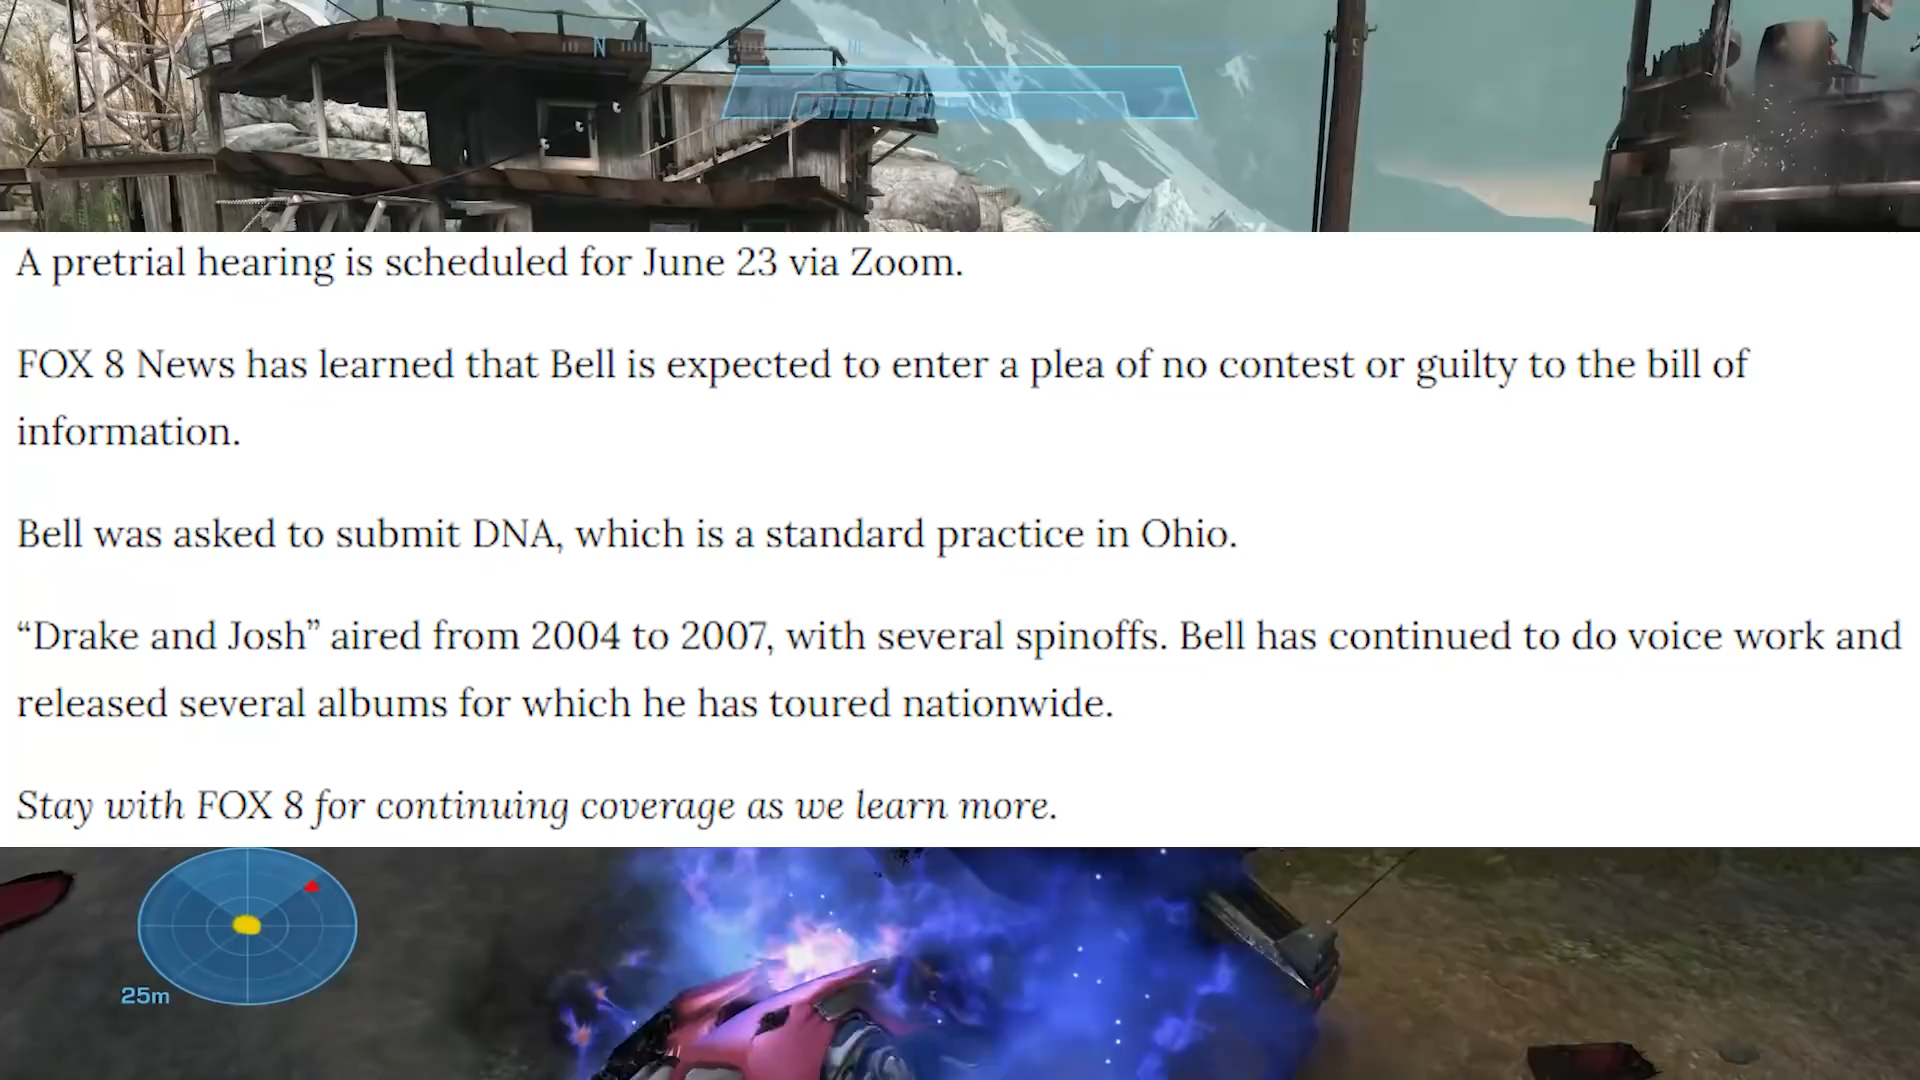 N
A pretrial hearing is scheduled for June 23 via Zoom.
FOX 8 News has learned that Bell is expected to enter a plea of no contest or guilty to the bill of
information.
Bell was asked to submit DNA, which is a standard practice in Ohio.
“Drake and Josh” aired from 2004 to 2007, with several spinoffs. Bell has continued to do voice work and
released several albums for which he has toured nationwide.
Stay with FOX 8 for continuing coverage as we learn more.
25m